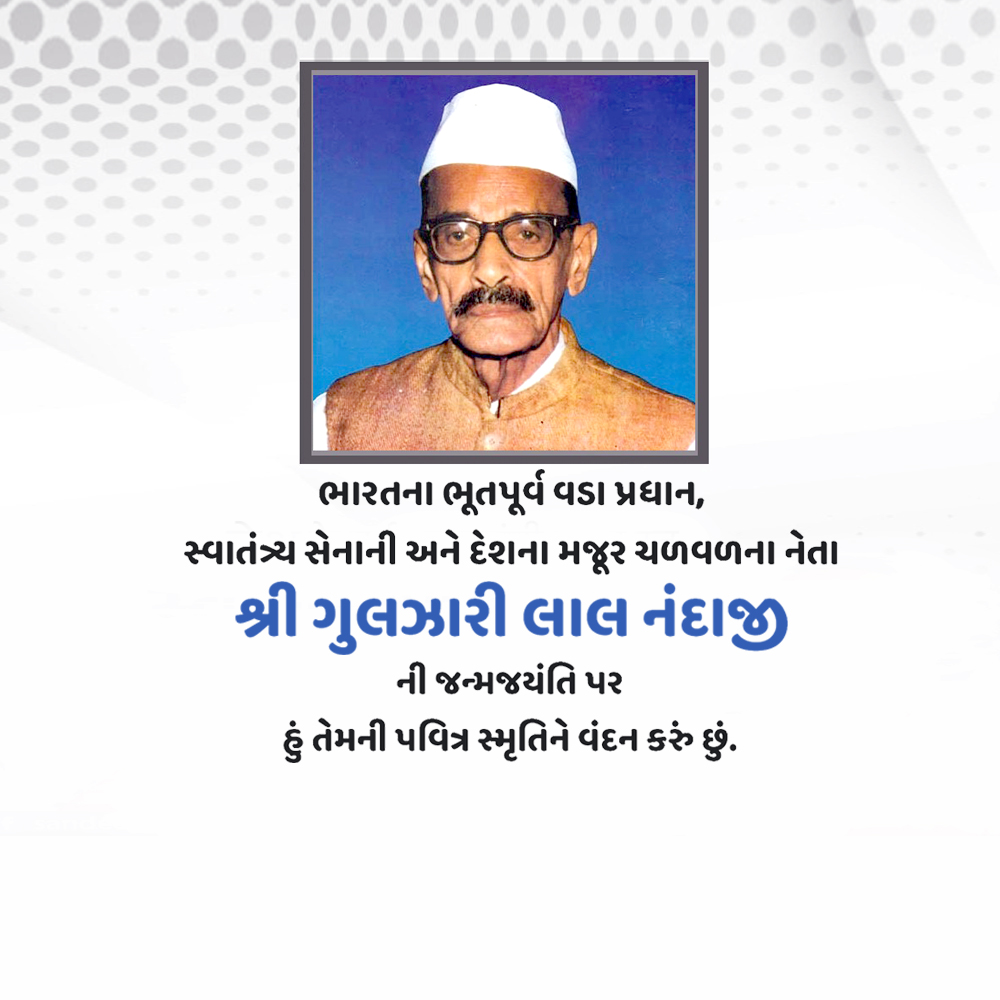 ભારતના ભૂતપૂર્વ વડા પ્રધાન,
સ્વાતંત્ર્ય સેનાની અને દેશના મજૂર ચળવળના નેતા
શ્રી ગુલઝારી લાલ નંદાજી
ની જન્મજયંતિ પર
હું તેમની પવિત્ર સ્મૃતિને વંદન કરું છું.